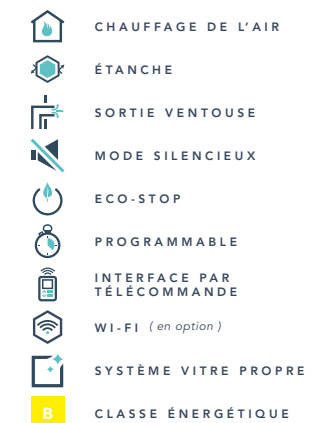 CHAUFFAGE DE L'AIR
ÉTANCHE
SORTIE VENTOUSE
MODE SILENCIEUX
ECO-STOP
PROGRAMMABLE
INTERFACE PAR
TÉLÉCOMMANDE
WI-FI ( en option )
SYSTÈME VITRE PROPRE
B CLASSE ÉNERGÉTIQUE